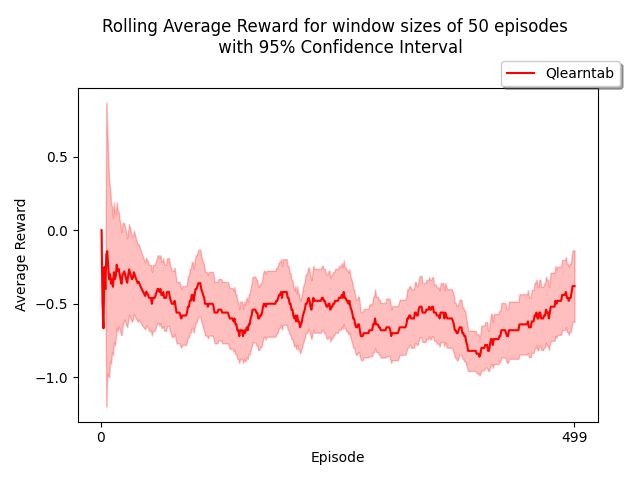 Rolling Average Reward for window sizes of 50 episodes
with 95% Confidence Interval
Qlearntab
Average Reward
0.5
0.0
−0.5
−1.0
0
499
Episode